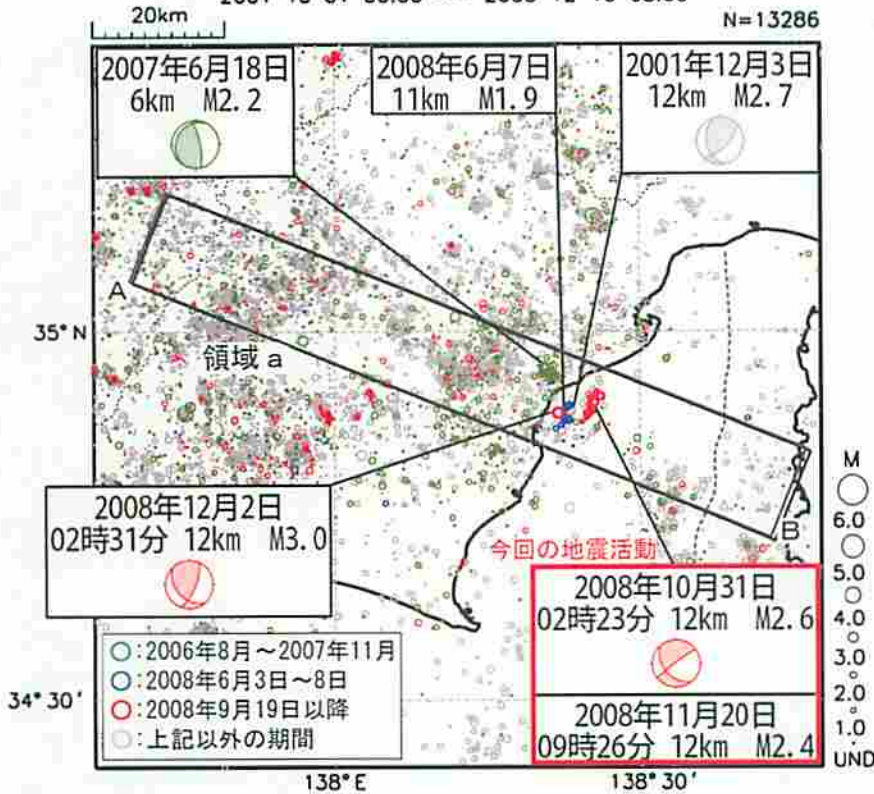 20km
N=13286
2007年6月18日
6km M2.2
2008年6月7日
11km M1.9
2001年12月3日
12km M2.7
A
35°N
領域a
B
2008年12月2日
02時31分 12km M3.0
今回の地震活動
2008年10月31日
02時23分 12km M2.6
2008年11月20日
09時26分 12km M2.4
○:2006年8月~2007年11月
○:2008年6月3日~8日
○:2008年9月19日以降
○:上記以外の期間
34°30'
138°E
138°30'
M
6.0
5.0
4.0
3.0
2.0
1.0
UND